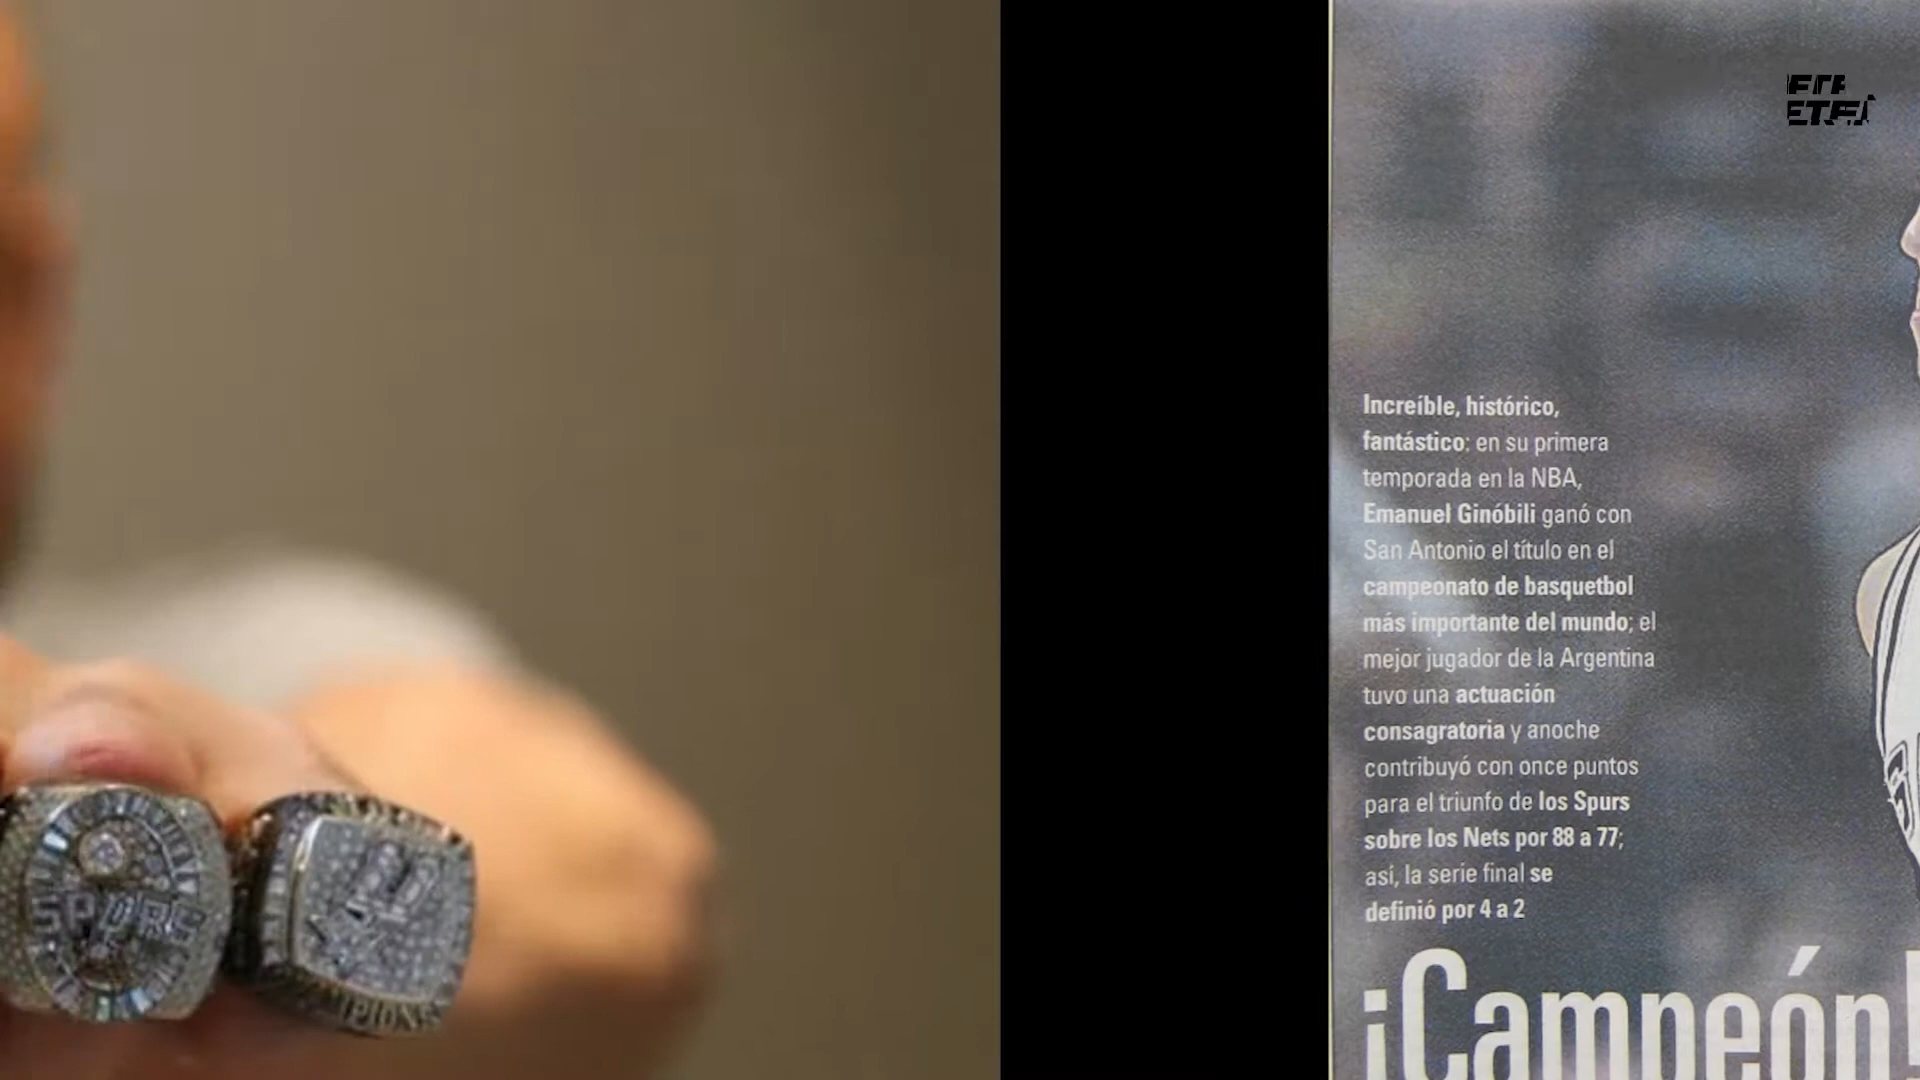 SPURS
CHAMPIONS
Increíble, histórico,
fantástico: en su primera
temporada en la NBA,
Emanuel Ginóbili ganó con
San Antonio el título en el
campeonato de basquetbol
más importante del mundo; el
mejor jugador de la Argentina
tuvo una actuación
consagratoria y anoche
contribuyó con once puntos
para el triunfo de los Spurs
sobre los Nets por 88 a 77;
así, la serie final se
definió por 4 a 2
¡Campeón!